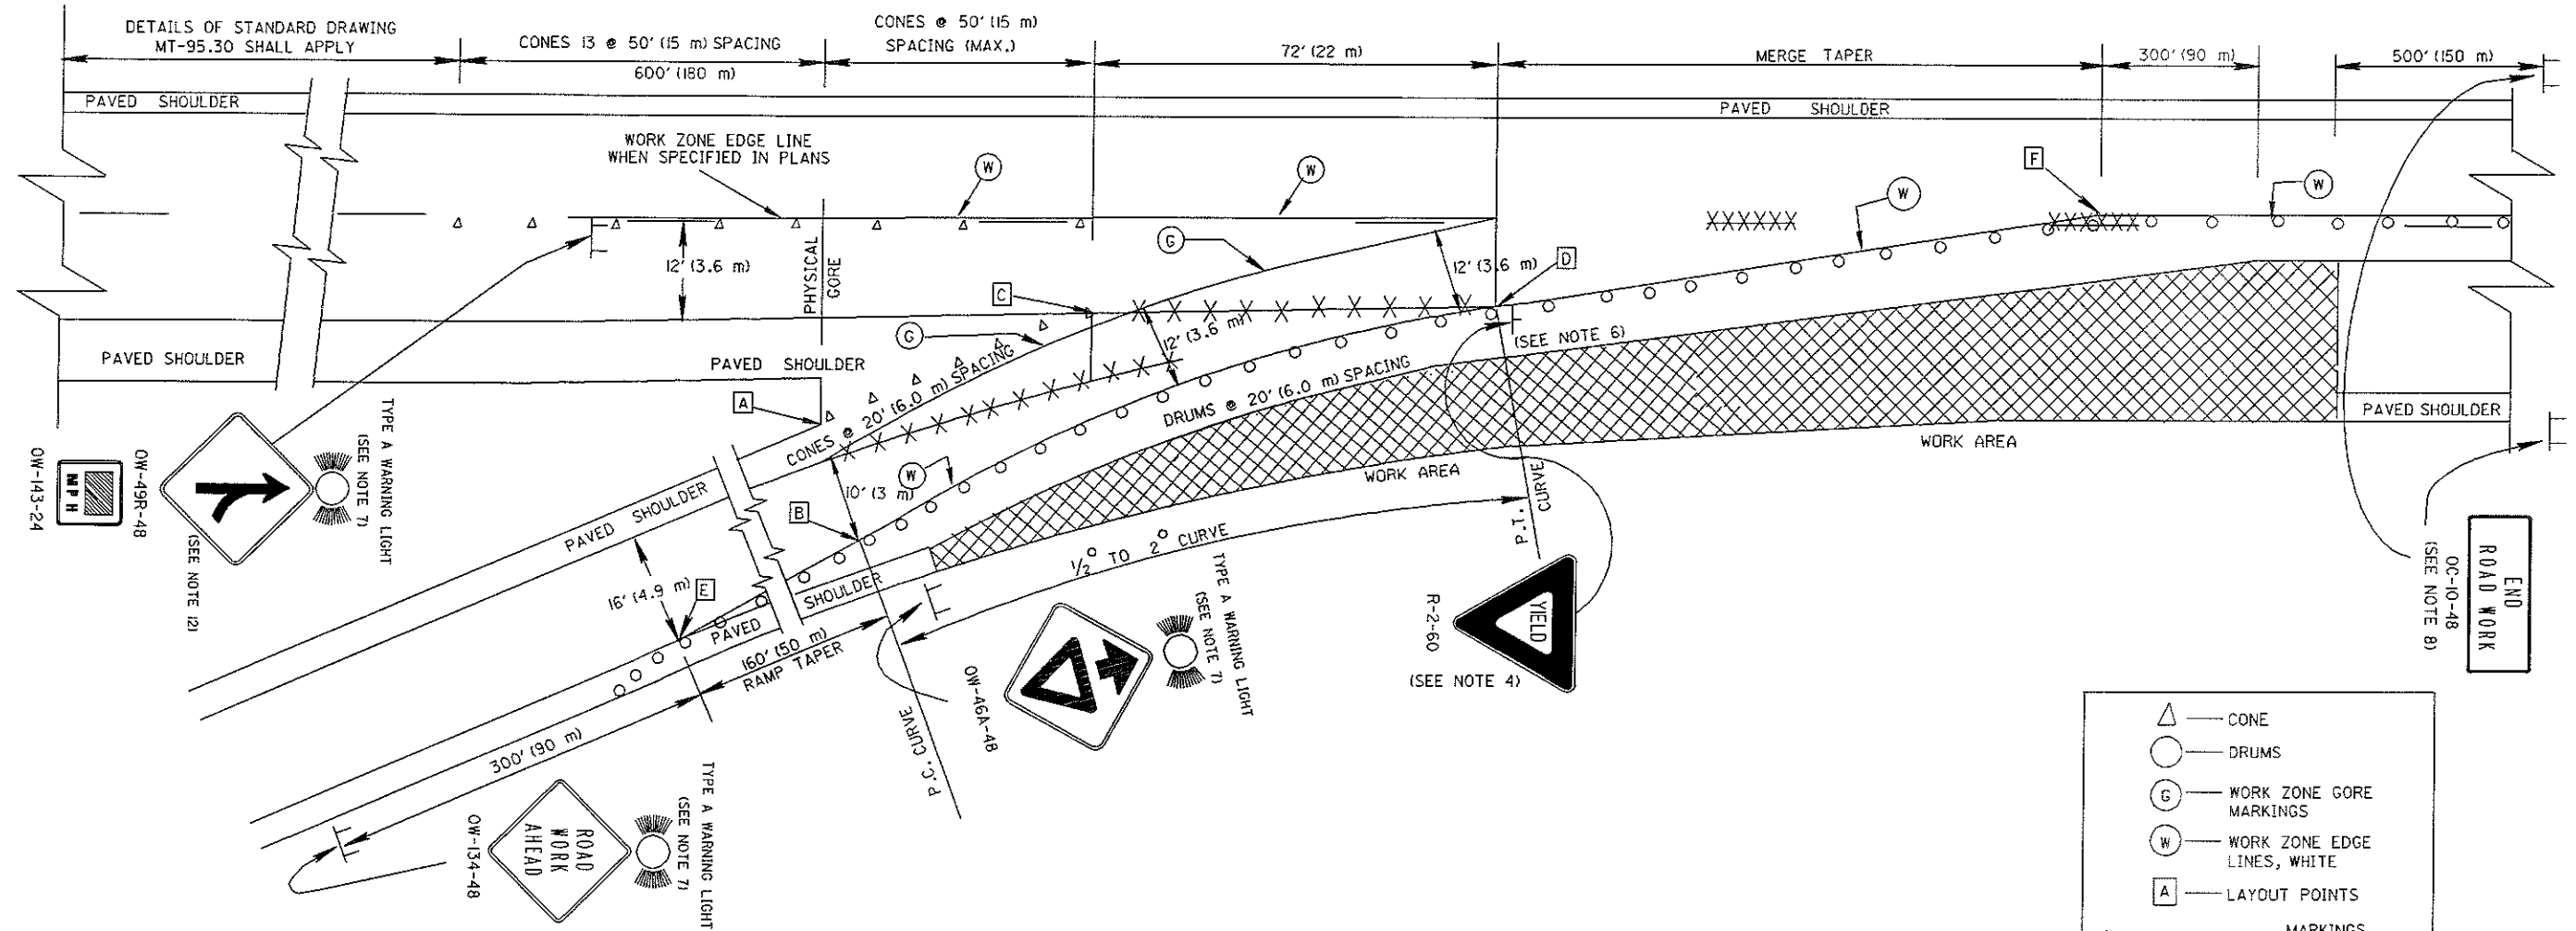 DETAILS OF STANDARD DRAWING
MT-95.30 SHALL APPLY
CONES 13 @ 50' (15 m) SPACING
600' (180 m)
CONES @ 50' (15 m)
SPACING (MAX.)
72' (22 m)
MERGE TAPER
300' (90 m)
500' (150 m)
PAVED SHOULDER
PAVED SHOULDER
WORK ZONE EDGE LINE
WHEN SPECIFIED IN PLANS
W
W
W
W
F
G
12' (3.6 m)
PHYSICAL
GORE
C
12' (3.6 m)
D
G
12' (3.6 m)
(SEE NOTE 6)
PAVED SHOULDER
PAVED SHOULDER
A
CONES @ 20' (6.0 m) SPACING
DRUMS @ 20' (6.0 m) SPACING
PAVED SHOULDER
WORK AREA
WORK AREA
W
10' (3 m)
B
P.T. CURVE
PAVED SHOULDER
1/2° TO 2° CURVE
16' (4.9 m)
E
PAVED SHOULDER
160' (50 m)
RAMP TAPER
P.C. CURVE
300' (90 m)
MPH
OW-143-24
OW-49R-48
(SEE NOTE 12)
TYPE A WARNING LIGHT
(SEE NOTE 7)
TYPE A WARNING LIGHT
(SEE NOTE 7)
OW-46A-48
YIELD
R-2-60
(SEE NOTE 4)
END
ROAD WORK
OC-10-48
(SEE NOTE 8)
ROAD
WORK
AHEAD
OW-134-48
TYPE A WARNING LIGHT
(SEE NOTE 7)
CONE
DRUMS
G WORK ZONE GORE
MARKINGS
W WORK ZONE EDGE
LINES, WHITE
A LAYOUT POINTS
MARKINGS